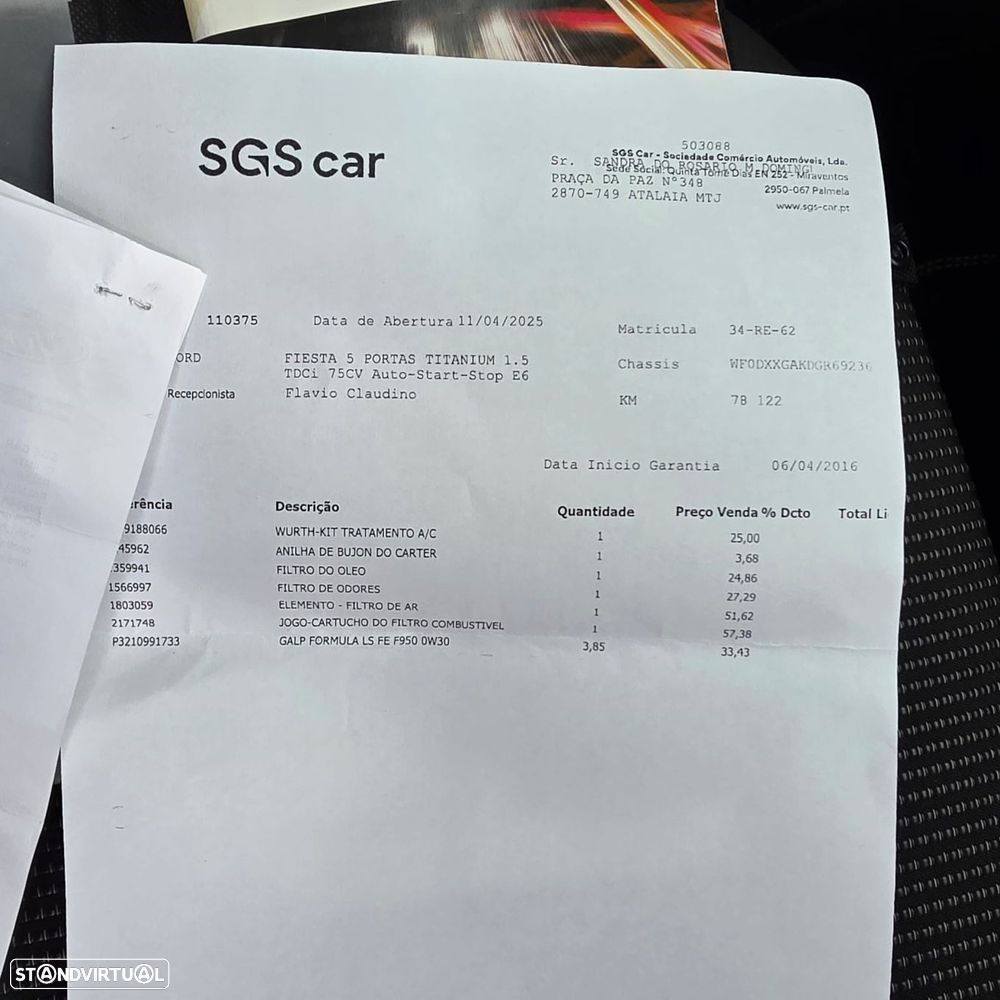 SGS car
503088
SGS Car - Sociedade Comércio Automóveis, Lda.
Sr. SANDRA DO ROSARIO M DOMINGI
Sede Social: Quinta Torne Dias EN 252 - Miraventos
PRAÇA DA PAZ Nº348
2950-067 Palmela
2870-749 ATALAIA MTJ
www.sgs-car.pt
110375 Data de Abertura 11/04/2025
Matricula 34-RE-62
ORD FIESTA 5 PORTAS TITANIUM 1.5
TDCi 75CV Auto-Start-Stop E6
Chassis WF0DXXGAKDGR69236
Recepcionista Flavio Claudino
KM 78 122
Data Inicio Garantia 06/04/2016
erência Descrição Quantidade Preço Venda % Dcto Total Li
9188066 WURTH-KIT TRATAMENTO A/C 1 25,00
45962 ANILHA DE BUJON DO CARTER 1 3,68
359941 FILTRO DO OLEO 1 24,86
1566997 FILTRO DE ODORES 1 27,29
1803059 ELEMENTO - FILTRO DE AR 1 51,62
2171748 JOGO-CARTUCHO DO FILTRO COMBUSTIVEL 1 57,38
P3210991733 GALP FORMULA LS FE F950 0W30 3,85 33,43
STANDVIRTUAL